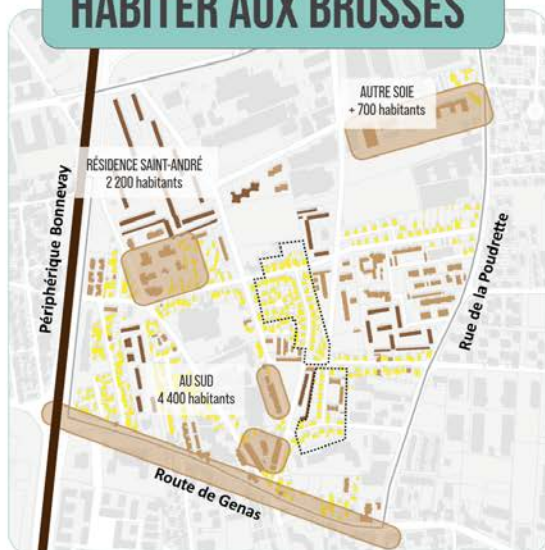 HABITER AUX BROSSES
AUTRE SOIE
+ 700 habitants
RÉSIDENCE SAINT-ANDRÉ
2 200 habitants
Périphérique Bonnevay
Rue de la Poudrette
AU SUD
4 400 habitants
Route de Genas